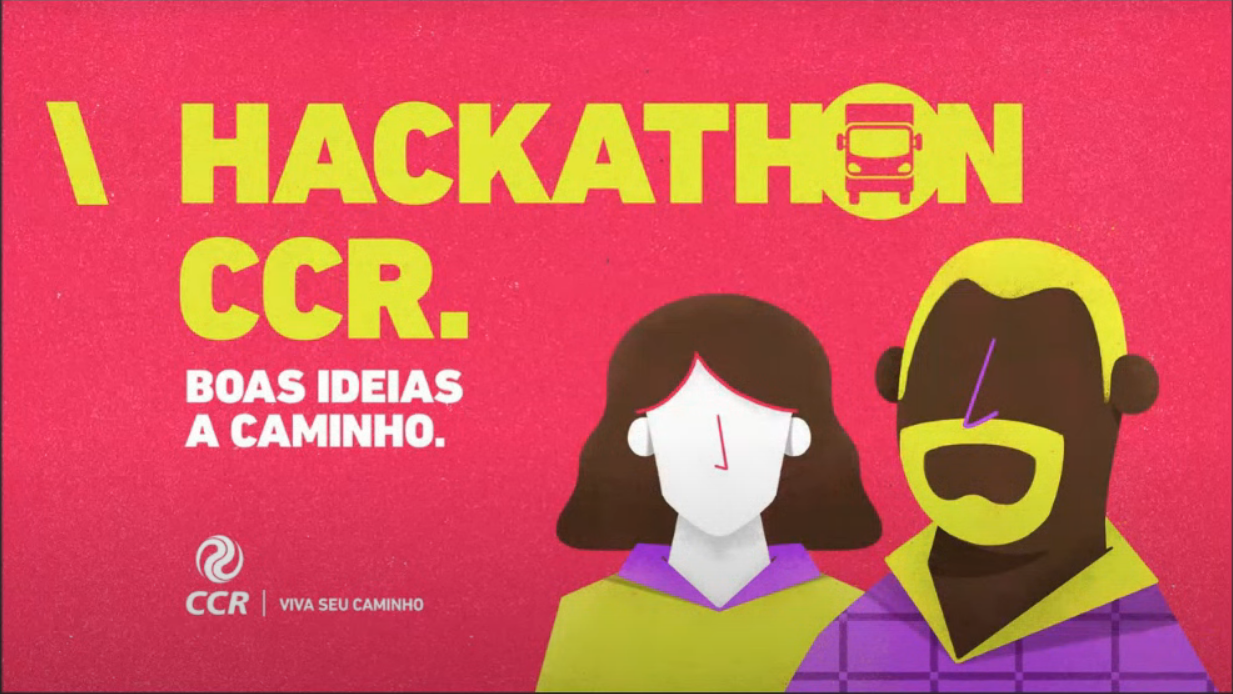 \ HACKATHON
CCR.
BOAS IDEIAS
A CAMINHO.
CCR | VIVA SEU CAMINHO